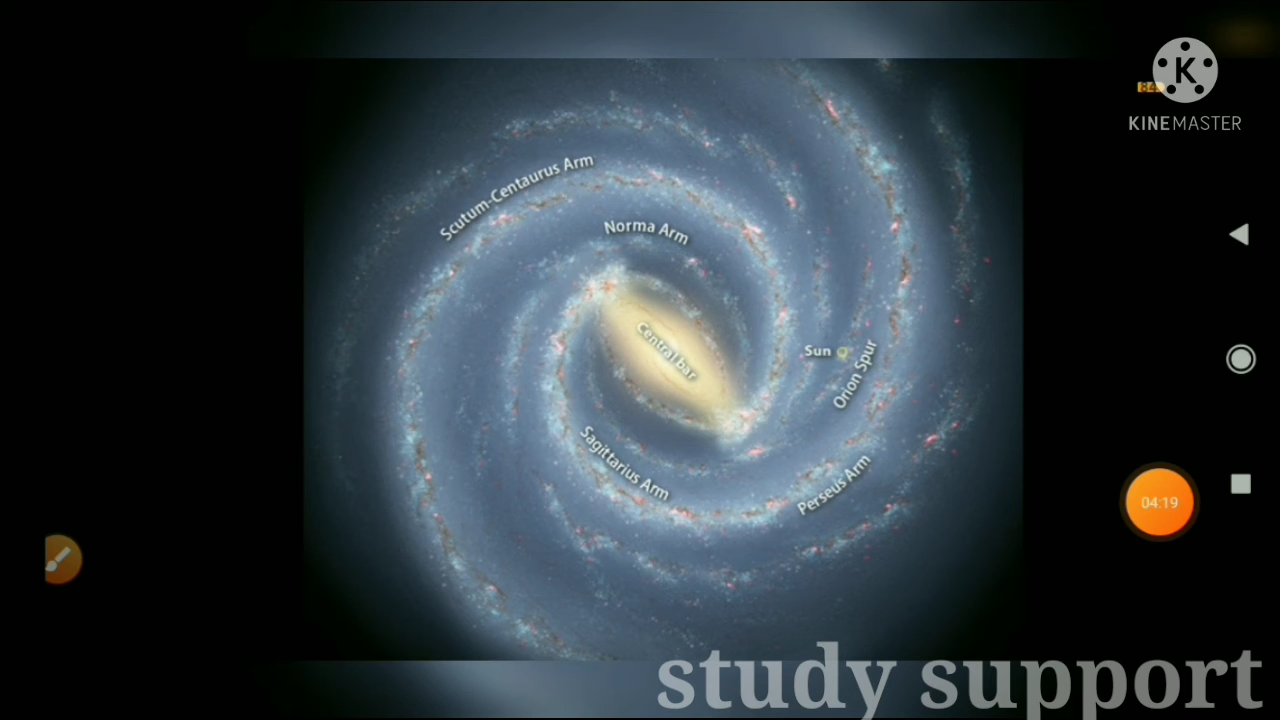 KINEMASTER
Scutum-Centaurus Arm
Norma Arm
Central bar
Sun
Orion Spur
Sagittarius Arm
Perseus Arm
04:19
study support